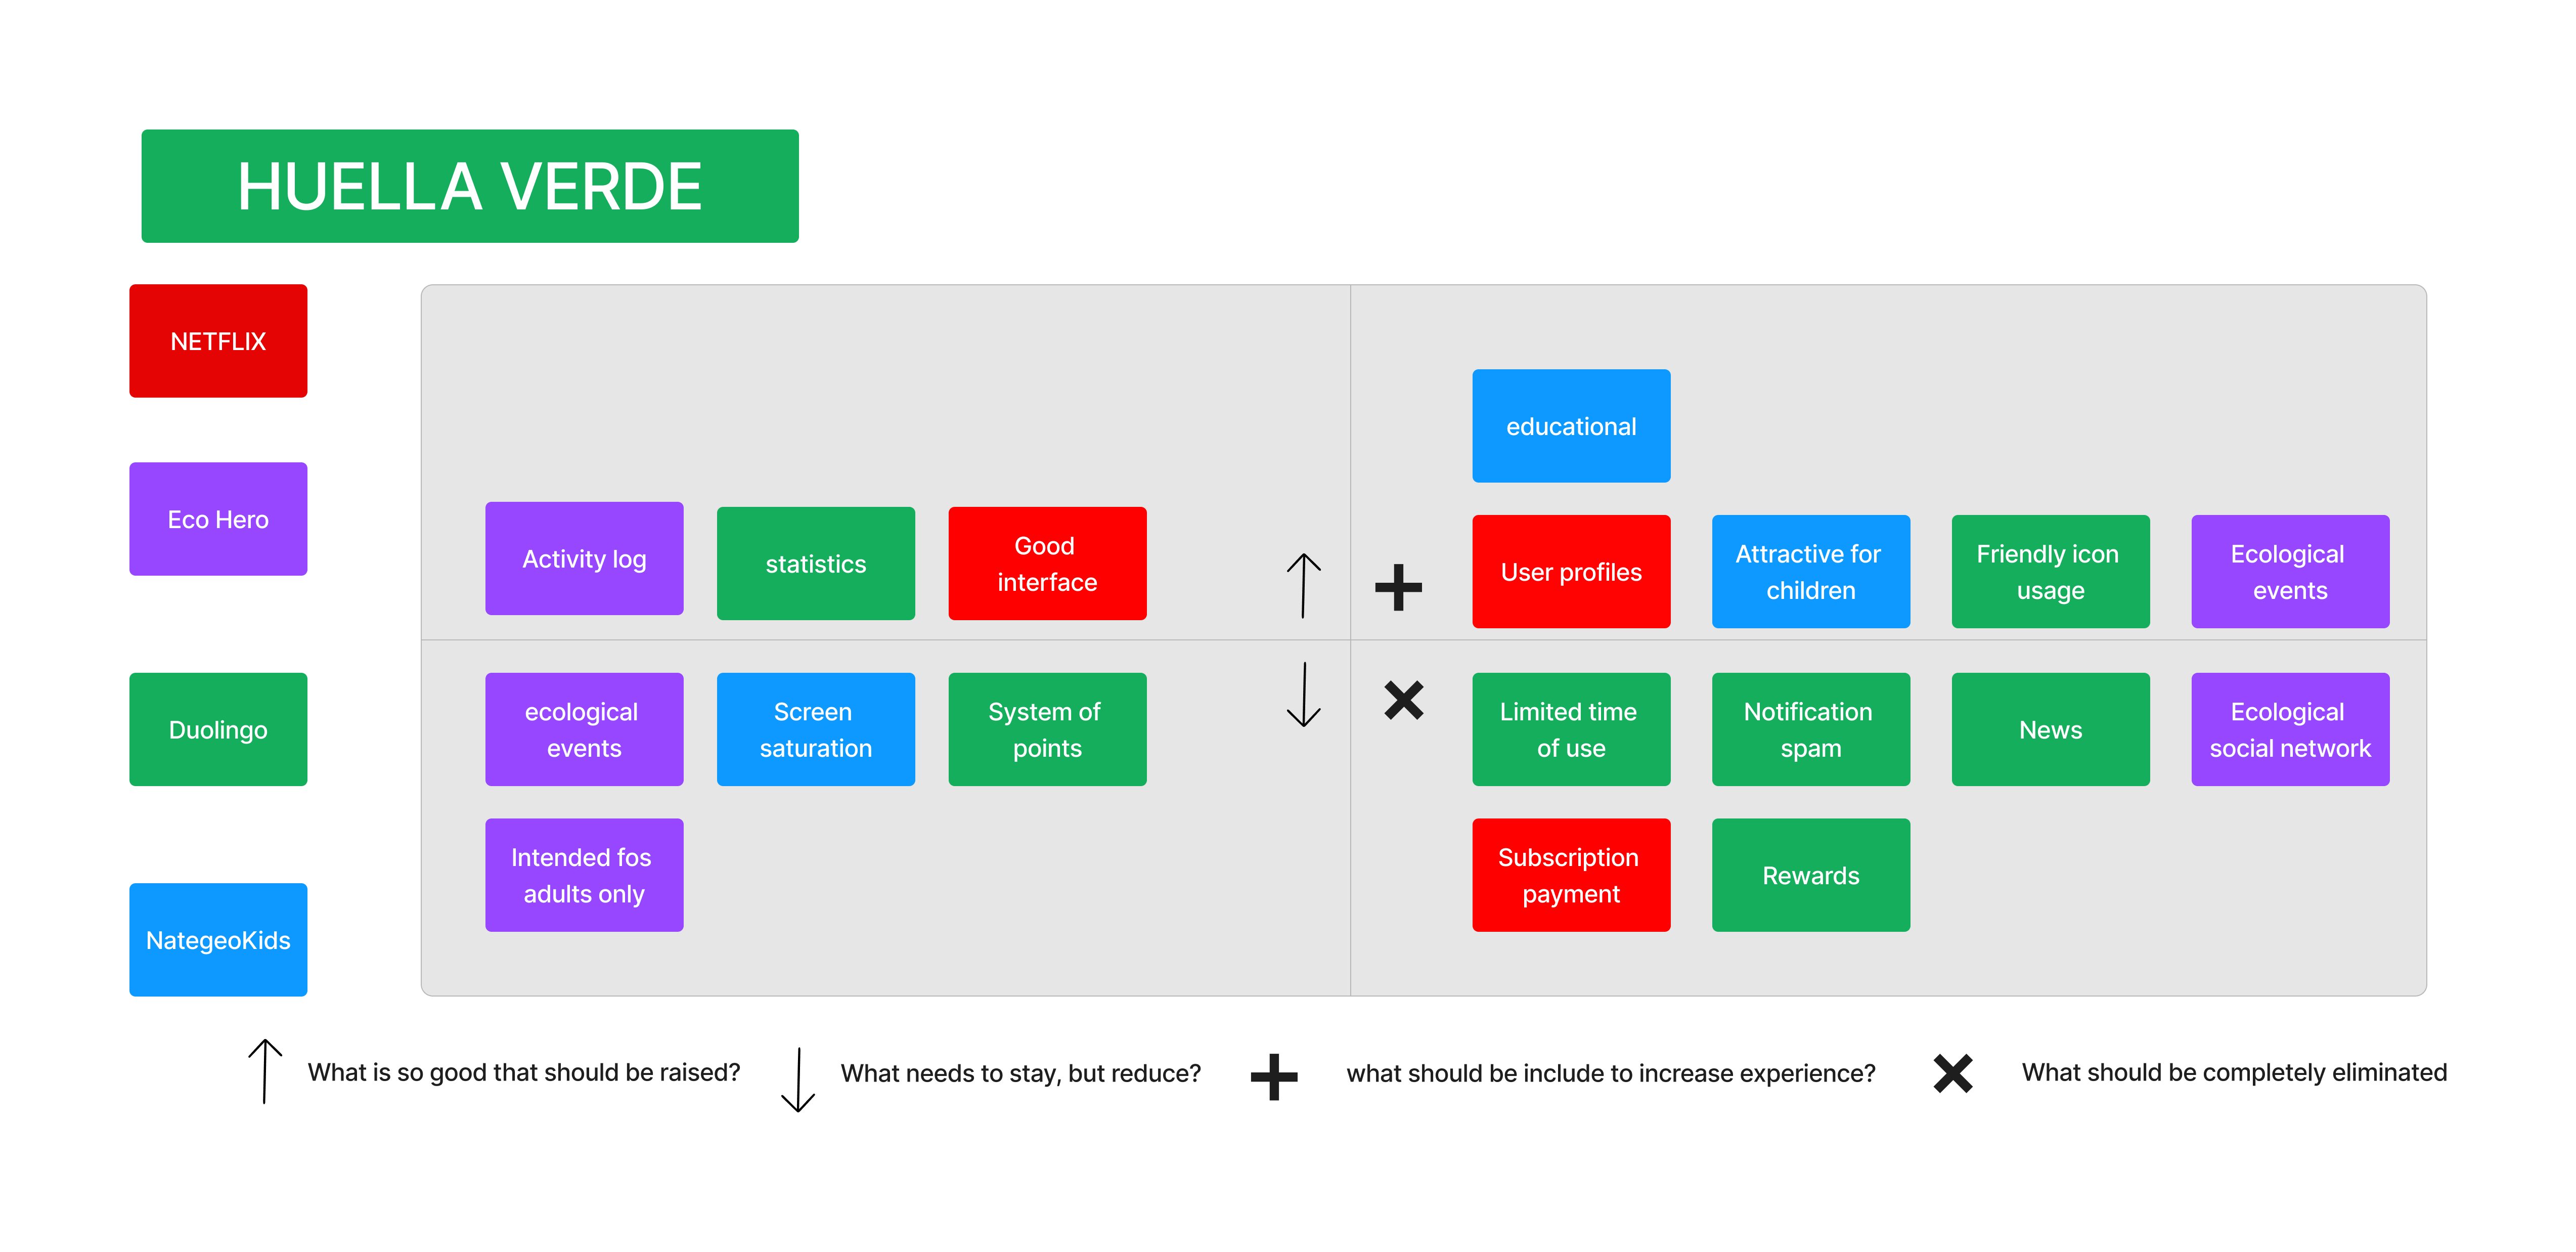 HUELLA VERDE
NETFLIX
Eco Hero
Duolingo
NategeoKids
Activity log
statistics
Good
interface
educational
User profiles
Attractive for
children
Friendly icon
usage
Ecological
events
ecological
events
Screen
saturation
System of
points
Intended fos
adults only
Limited time
of use
Notification
spam
News
Ecological
social network
Subscription
payment
Rewards
What is so good that should be raised?
What needs to stay, but reduce?
what should be include to increase experience?
What should be completely eliminated